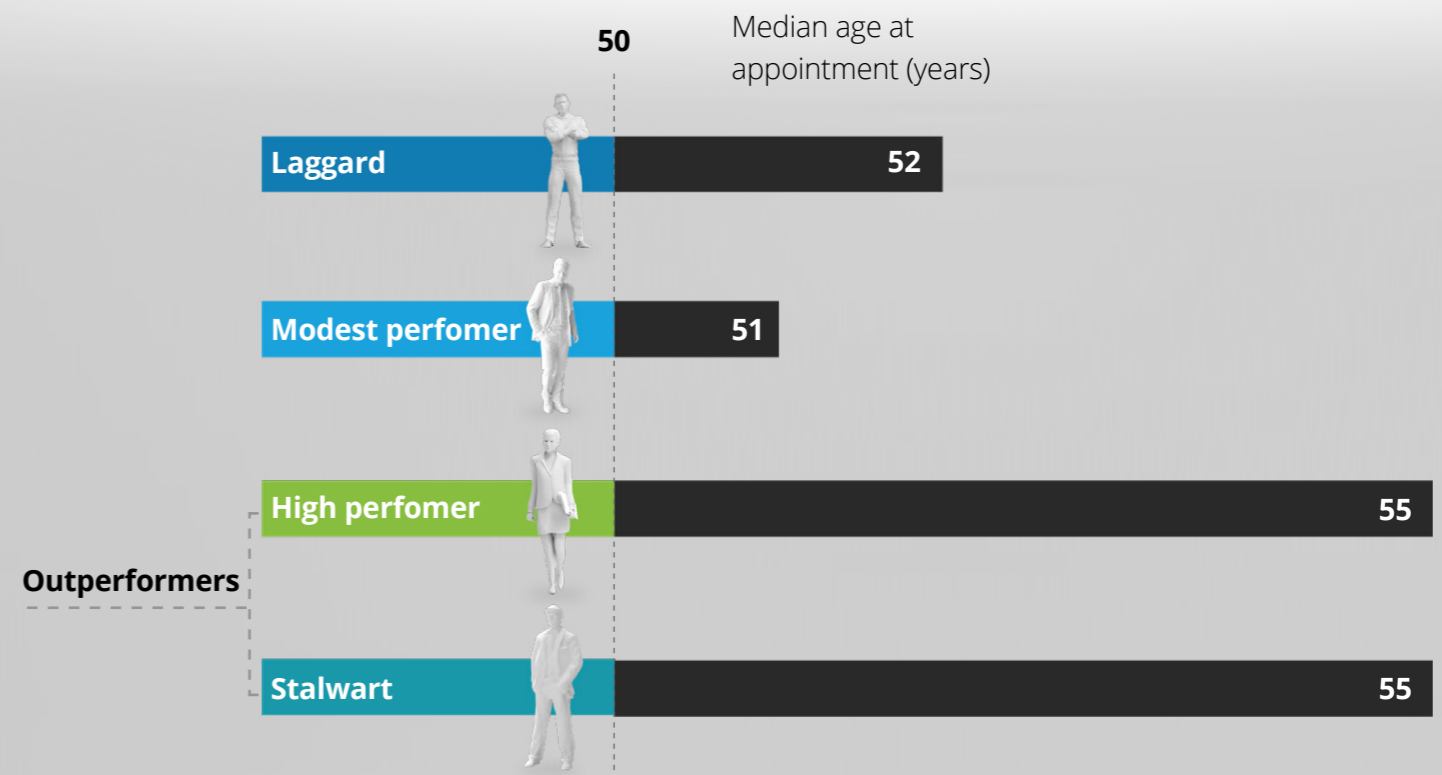 50
Median age at
appointment (years)
Laggard
52
Modest perfomer
51
High perfomer
55
Outperformers
Stalwart
55